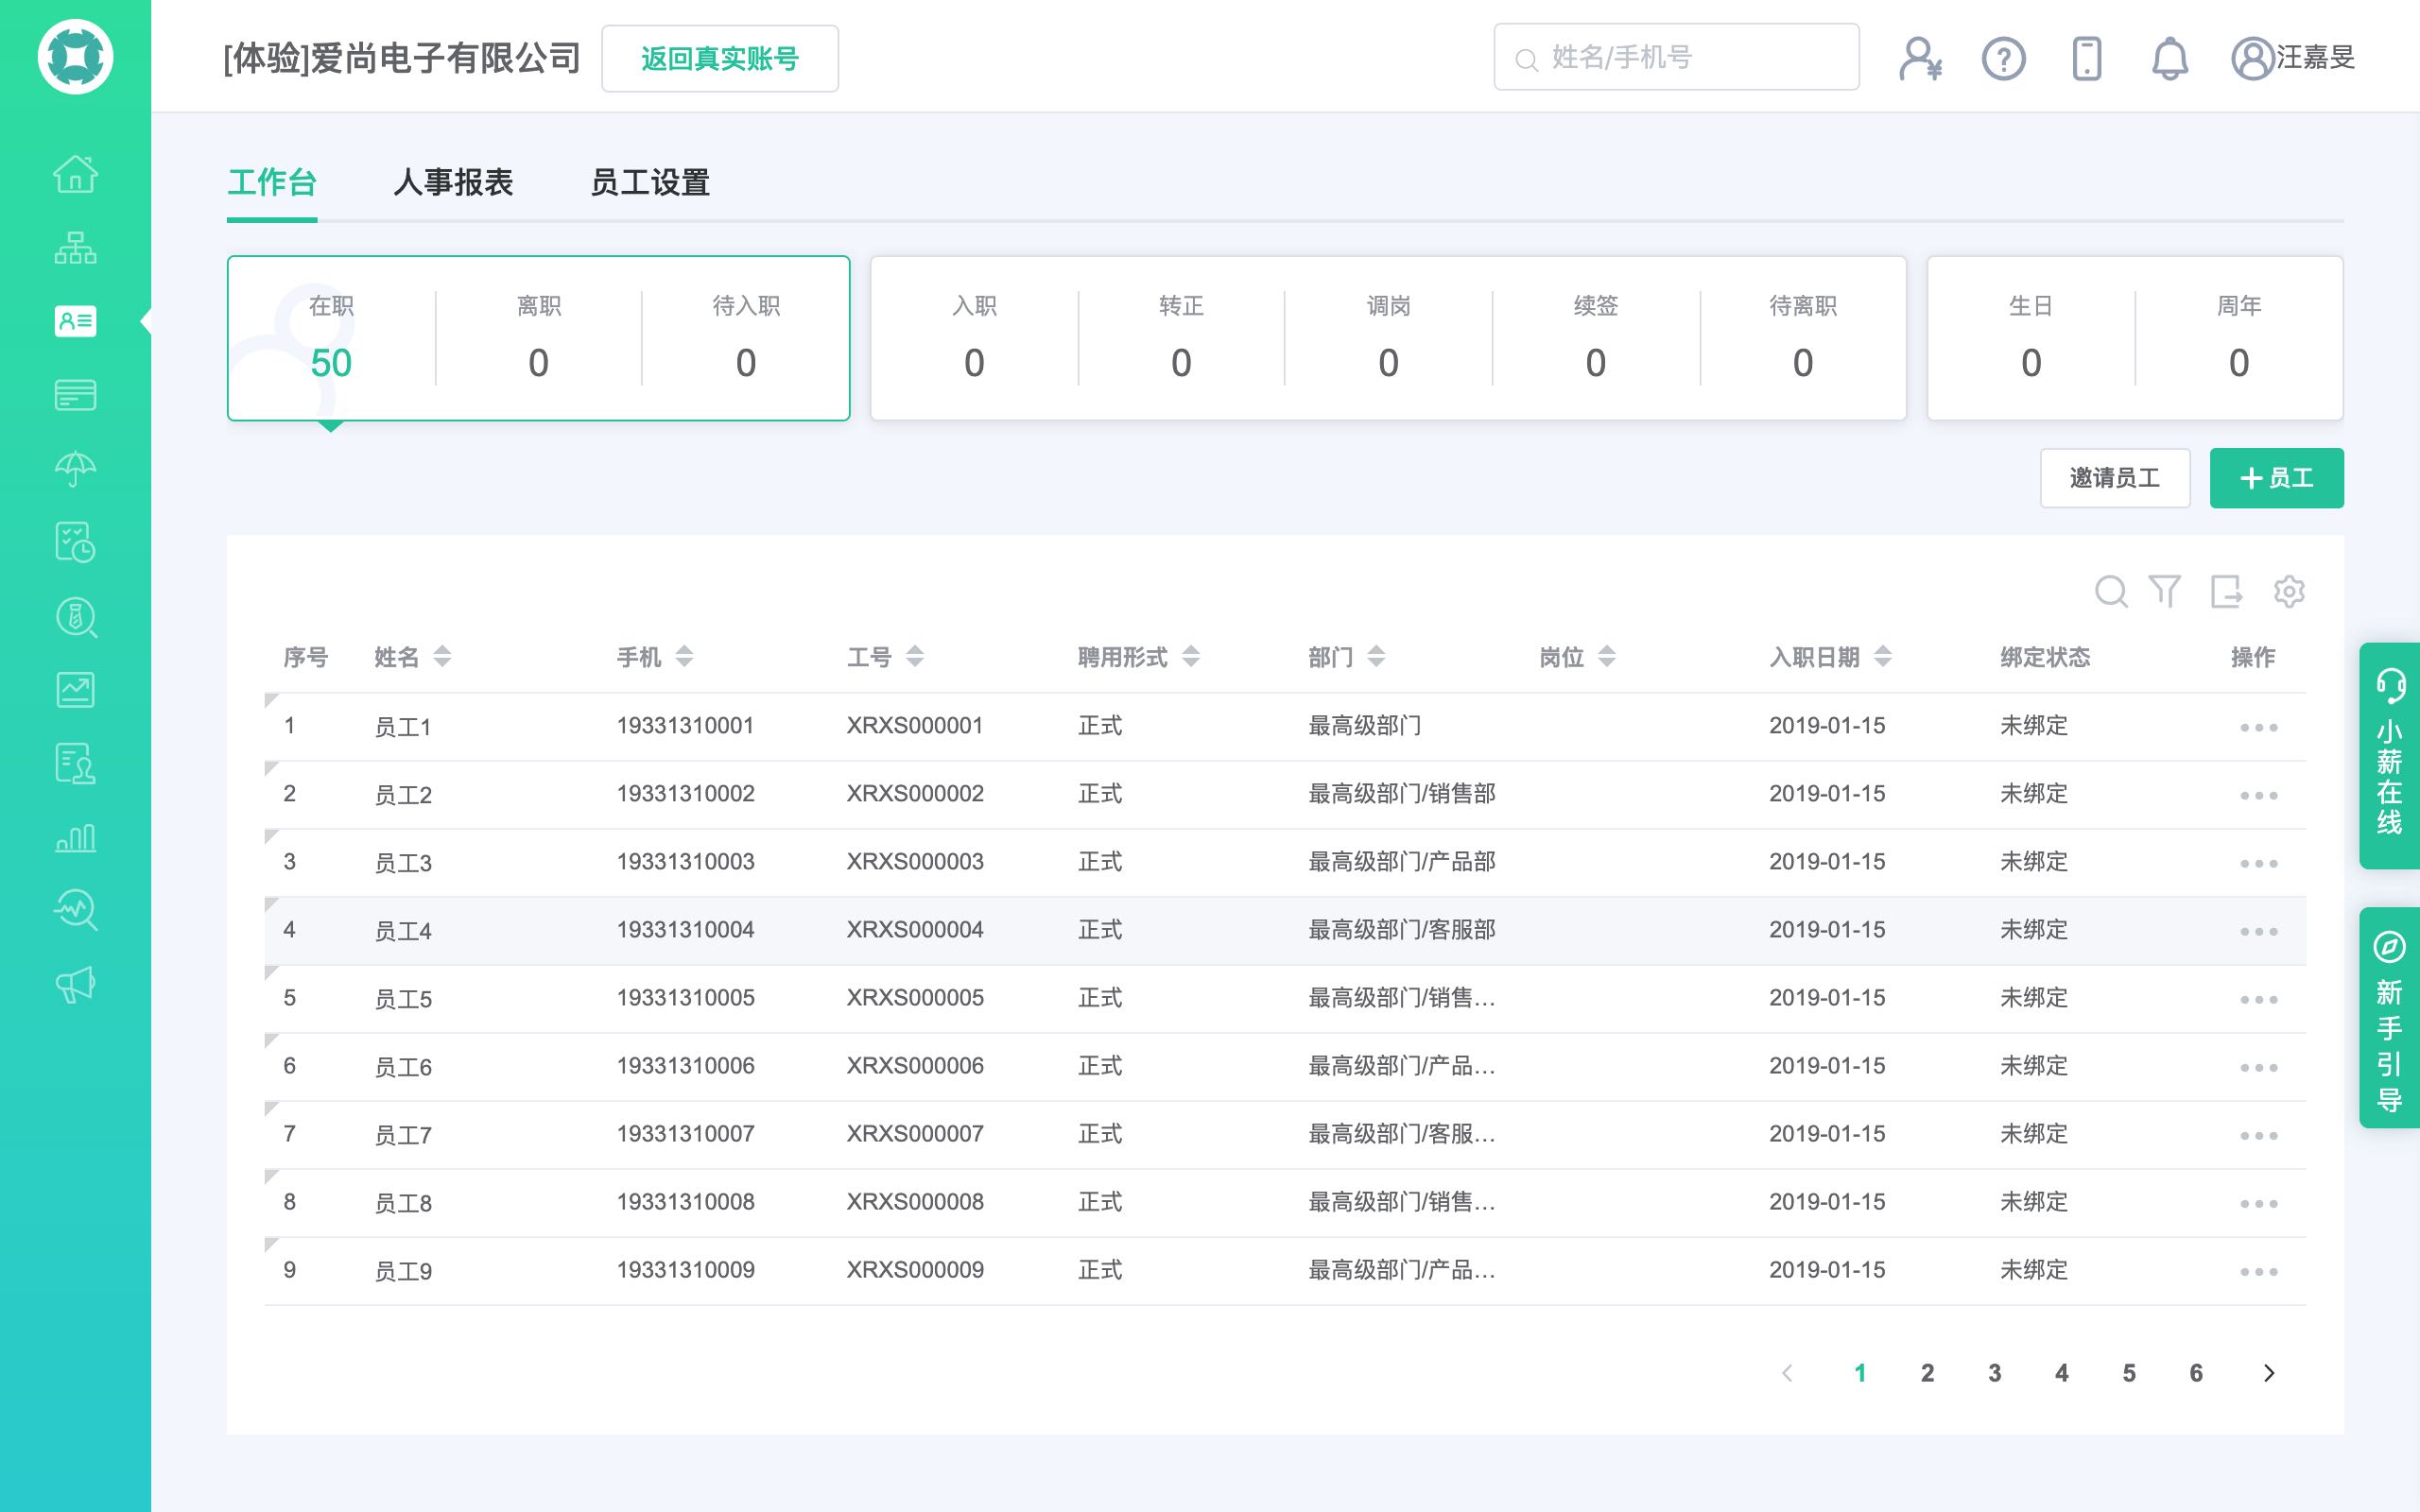 [体验]爱尚电子有限公司 返回真实账号 姓名/手机号 汪嘉旻
工作台 人事报表 员工设置
在职 离职 待入职 入职 转正 调岗 续签 待离职 生日 周年
50 0 0 0 0 0 0 0 0 0
邀请员工 +员工
序号 姓名 手机 工号 聘用形式 部门 岗位 入职日期 绑定状态 操作
1 员工1 19331310001 XRXS000001 正式 最高级部门 2019-01-15 未绑定
2 员工2 19331310002 XRXS000002 正式 最高级部门/销售部 2019-01-15 未绑定
3 员工3 19331310003 XRXS000003 正式 最高级部门/产品部 2019-01-15 未绑定
4 员工4 19331310004 XRXS000004 正式 最高级部门/客服部 2019-01-15 未绑定
5 员工5 19331310005 XRXS000005 正式 最高级部门/销售... 2019-01-15 未绑定
6 员工6 19331310006 XRXS000006 正式 最高级部门/产品... 2019-01-15 未绑定
7 员工7 19331310007 XRXS000007 正式 最高级部门/客服... 2019-01-15 未绑定
8 员工8 19331310008 XRXS000008 正式 最高级部门/销售... 2019-01-15 未绑定
9 员工9 19331310009 XRXS000009 正式 最高级部门/产品... 2019-01-15 未绑定
1 2 3 4 5 6
小薪在线
新手引导